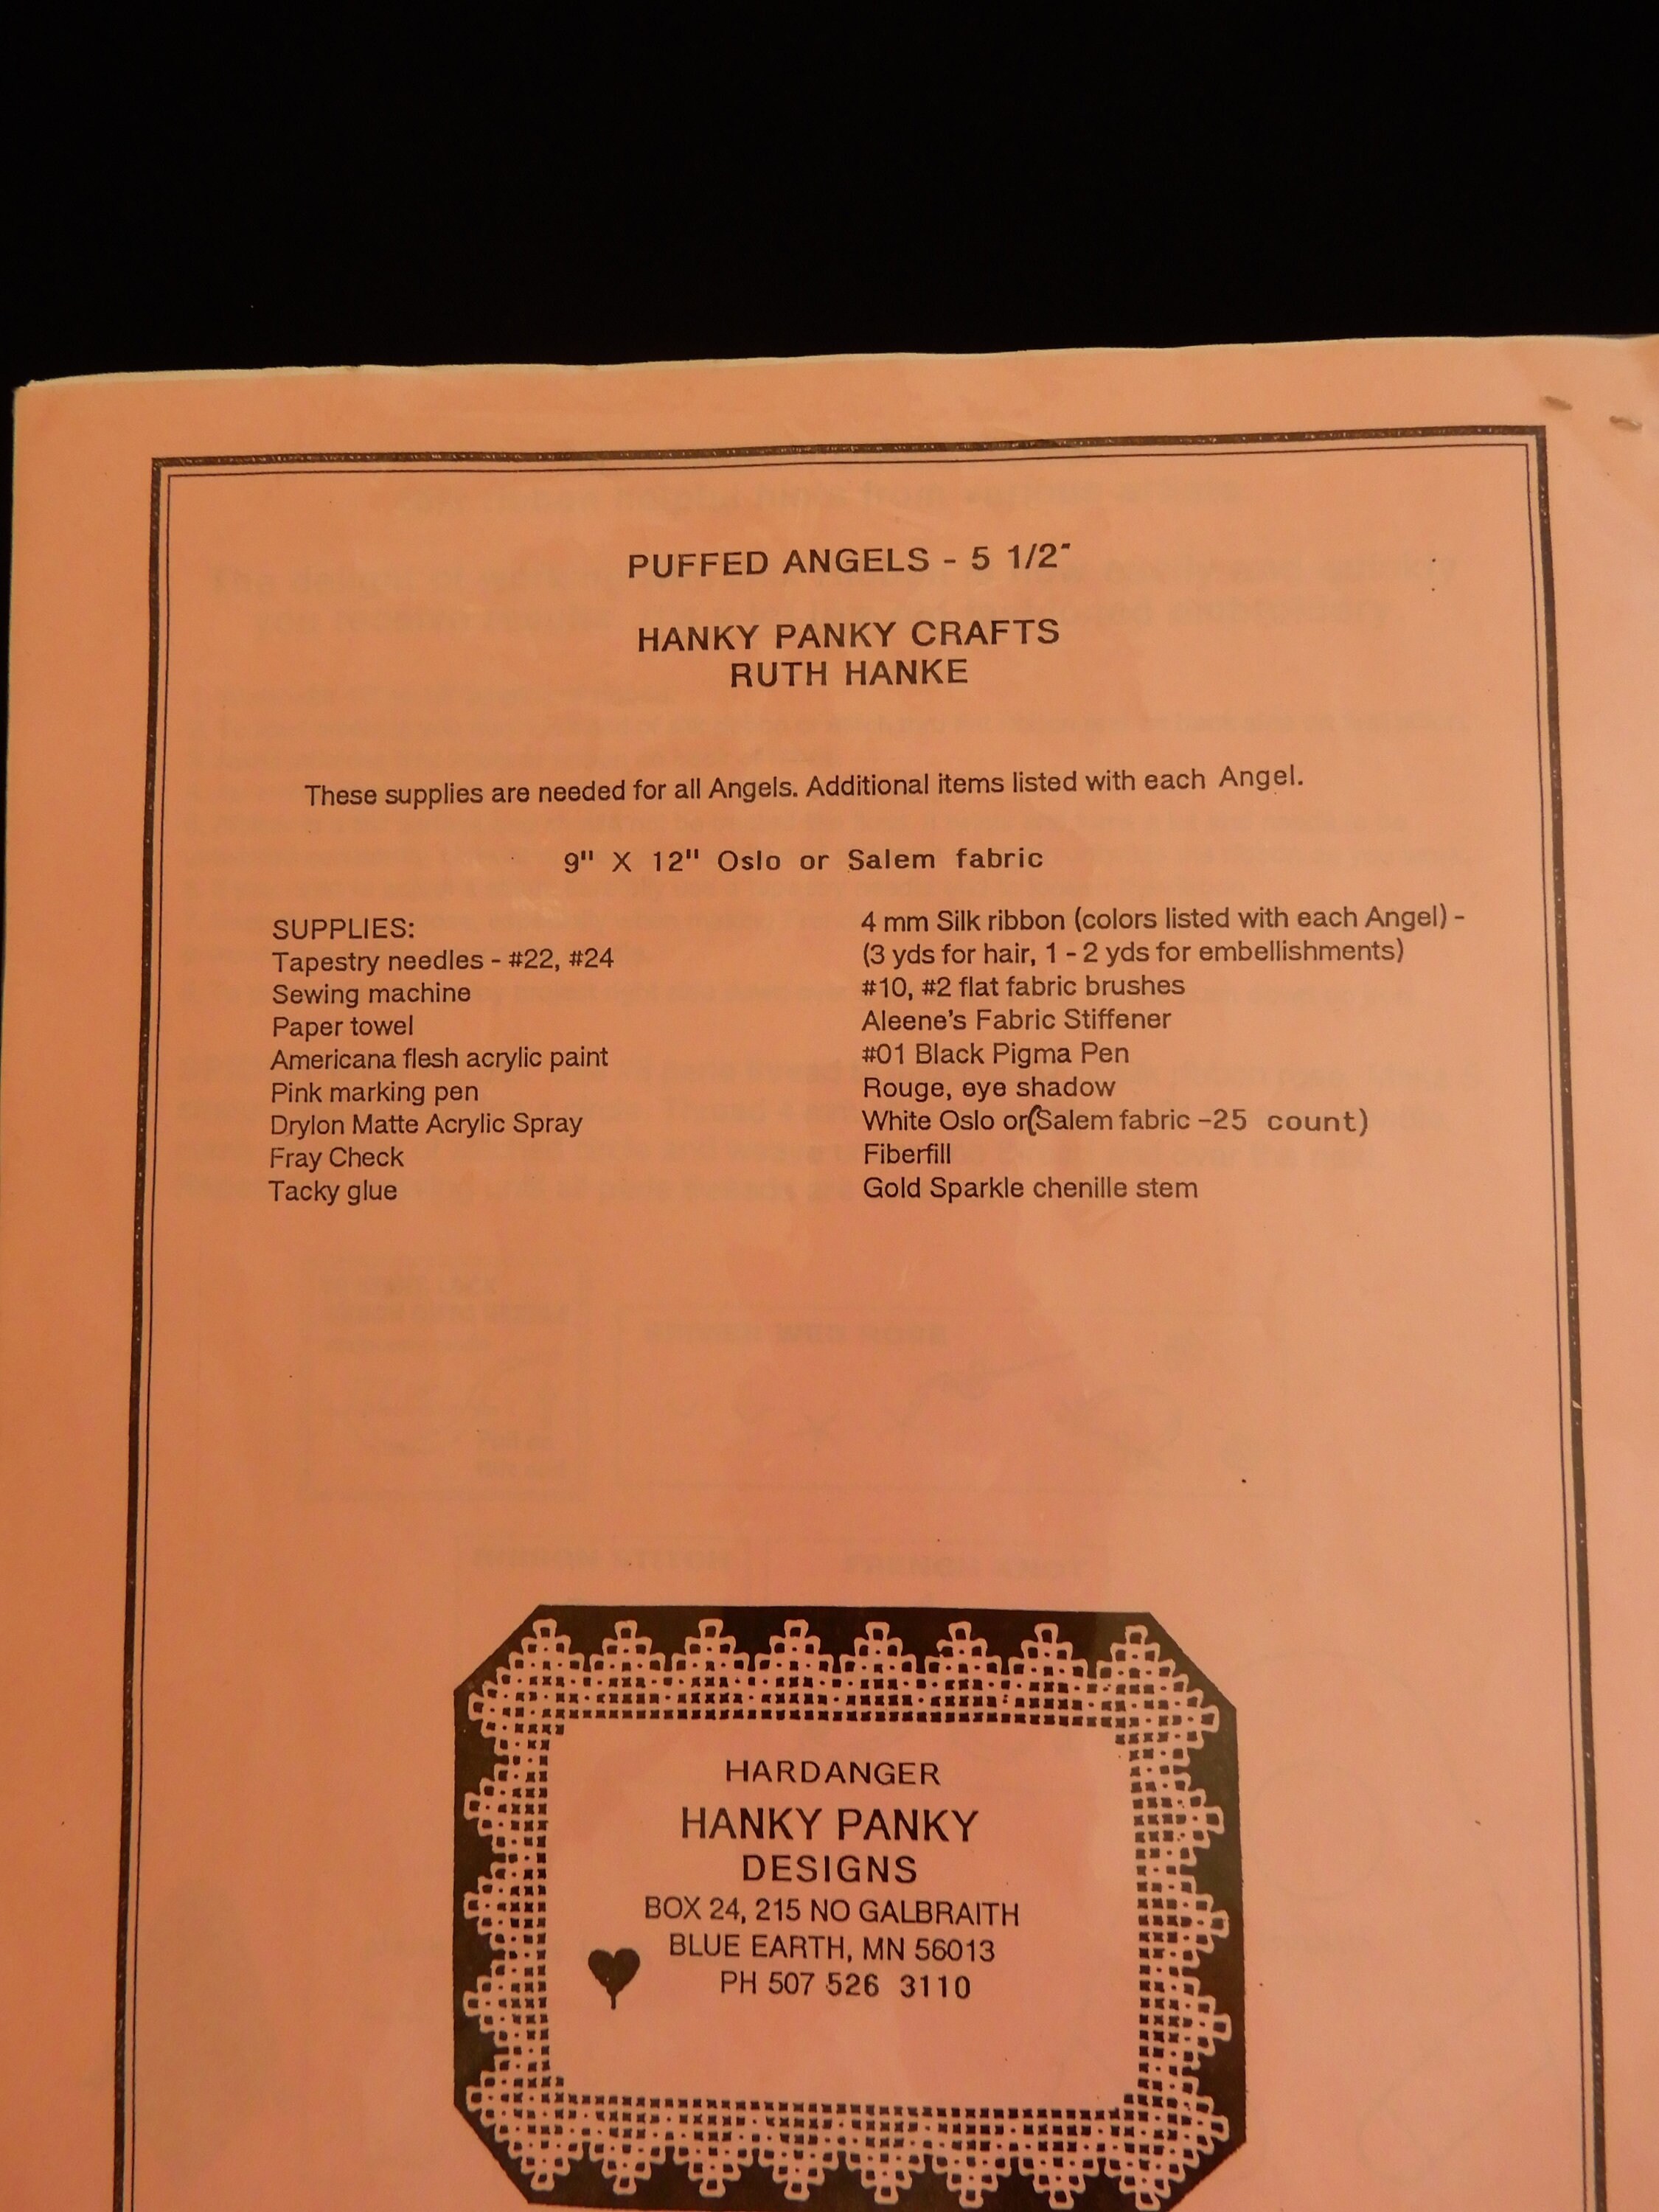 PUFFED ANGELS - 5 1/2"
HANKY PANKY CRAFTS
RUTH HANKE
These supplies are needed for all Angels. Additional items listed with each Angel.
9" X 12" Oslo or Salem fabric
SUPPLIES:
Tapestry needles - #22, #24
Sewing machine
Paper towel
Americana flesh acrylic paint
Pink marking pen
Drylon Matte Acrylic Spray
Fray Check
Tacky glue
4 mm Silk ribbon (colors listed with each Angel) -
(3 yds for hair, 1 - 2 yds for embellishments)
#10, #2 flat fabric brushes
Aleene's Fabric Stiffener
#01 Black Pigma Pen
Rouge, eye shadow
White Oslo or(Salem fabric -25 count)
Fiberfill
Gold Sparkle chenille stem
HARDANGER
HANKY PANKY
DESIGNS
BOX 24, 215 NO GALBRAITH
BLUE EARTH, MN 56013
PH 507 526 3110